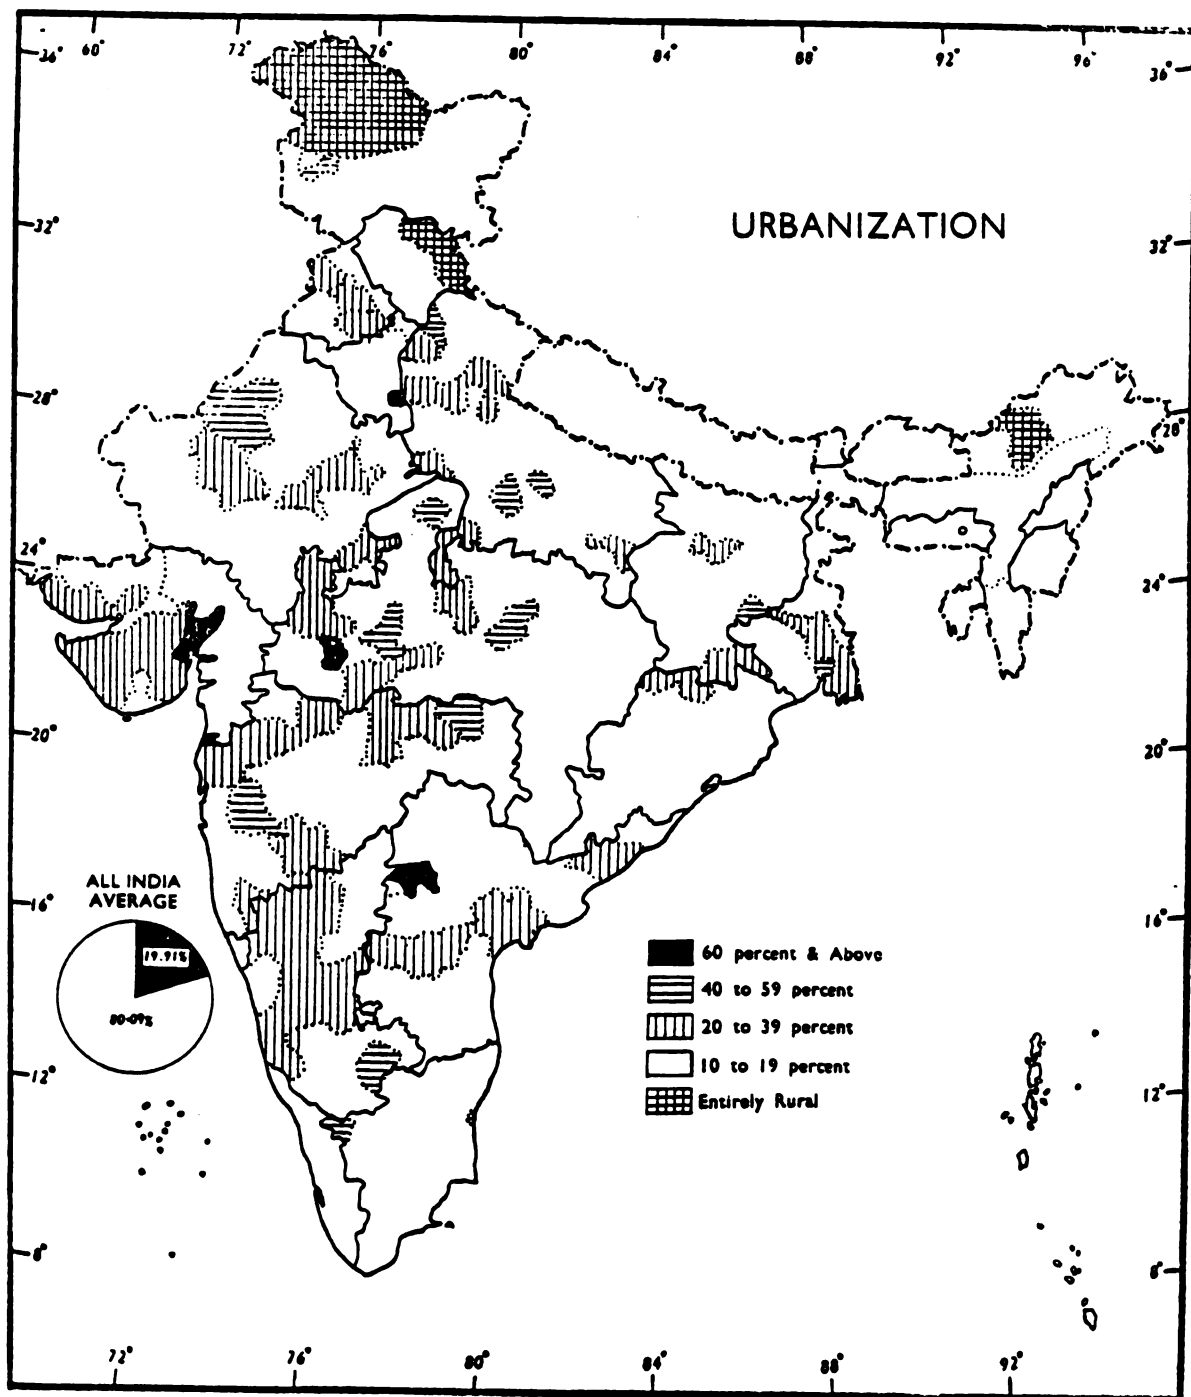 60° 72° 76° 80° 84° 88° 92° 96°
36° 36°
URBANIZATION
32° 32°
28° 28°
24° 24°
20° 20°
ALL INDIA
AVERAGE
19.91%
80·09%
16° 16°
60 percent & Above
40 to 59 percent
20 to 39 percent
10 to 19 percent
Entirely Rural
12° 12°
8° 8°
72° 76° 80° 84° 88° 92°